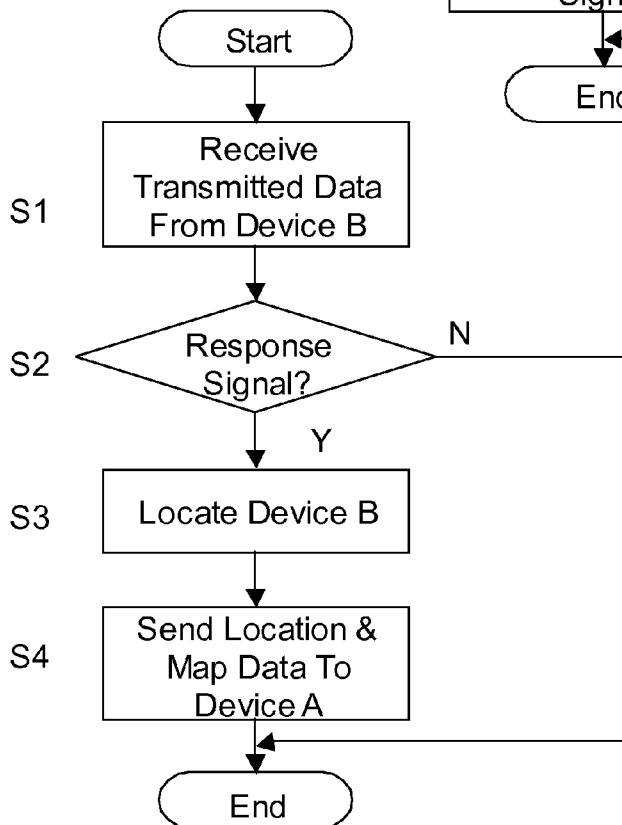 Start
Receive
Transmitted Data
From Device B
S1
Response
Signal?
S2
N
Y
Locate Device B
S3
Send Location &
Map Data To
Device A
S4
End